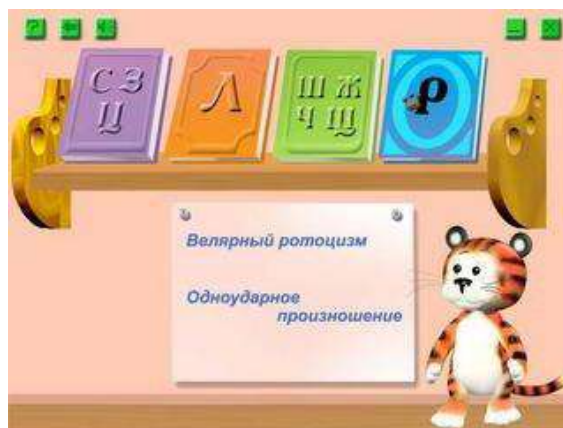 С З
Ц
Л
Ш Ж
Ч Щ
Р
Велярный ротоцизм
Одноударное
произношение